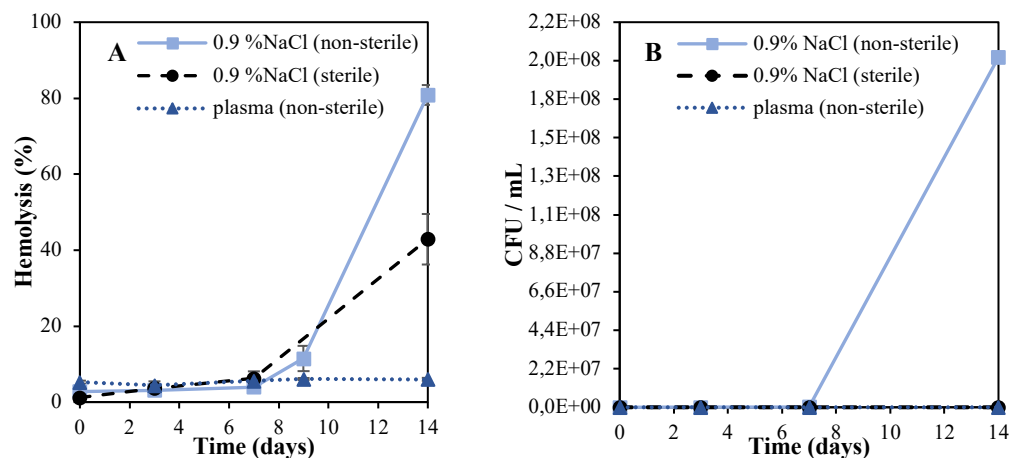 A
0.9 %NaCl (non-sterile)
0.9 %NaCl (sterile)
plasma (non-sterile)
Hemolysis (%)
100
80
60
40
20
0
0 2 4 6 8 10 12 14
Time (days)
B
0.9% NaCl (non-sterile)
0.9% NaCl (sterile)
plasma (non-sterile)
CFU / mL
2,2E+08
2,0E+08
1,8E+08
1,5E+08
1,3E+08
1,1E+08
8,8E+07
6,6E+07
4,4E+07
2,2E+07
0,0E+00
0 2 4 6 8 10 12 14
Time (days)